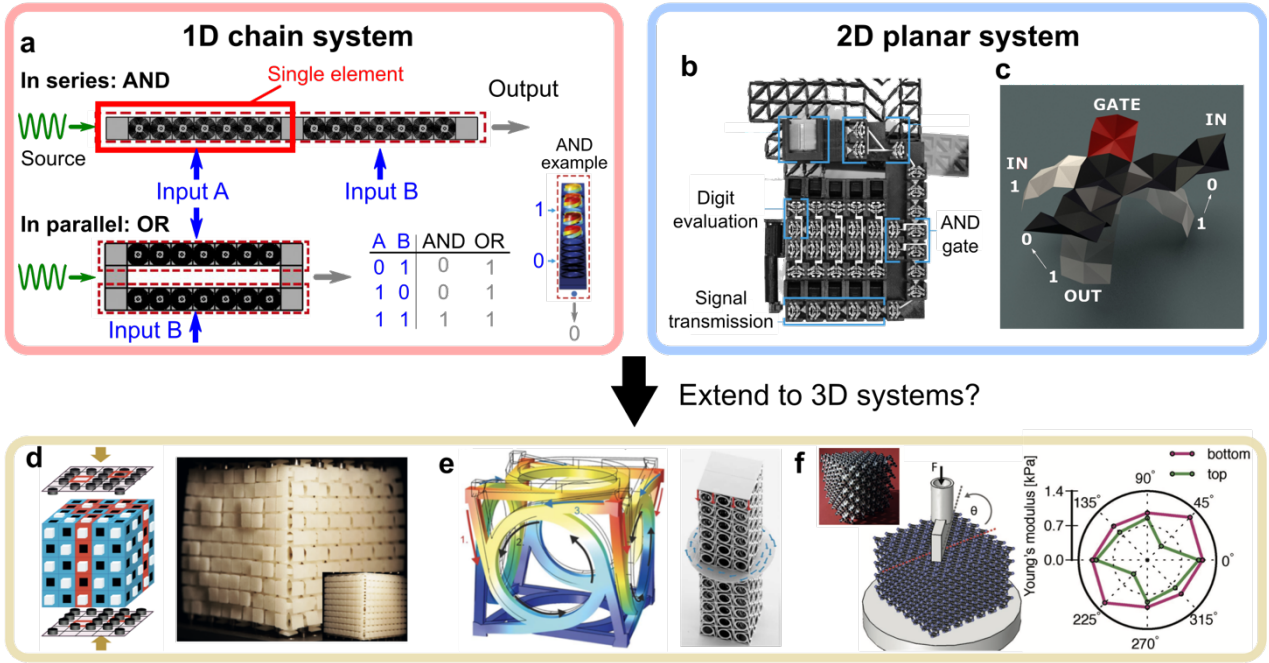 1D chain system
a
In series: AND
Single element
Output
Source
Input A
Input B
AND
example
1
0
0
In parallel: OR
Input B
A B AND OR
0 1 0 1
1 0 0 1
1 1 1 1
2D planar system
b
Digit
evaluation
AND
gate
Signal
transmission
c
GATE
IN
IN
1
0
1
0
1
OUT
Extend to 3D systems?
d
e
1.
2.
3.
f
F
θ
bottom
top
Young's modulus [kPa]
1.4
0.7
0.0
90°
135°
45°
0°
225°
315°
270°